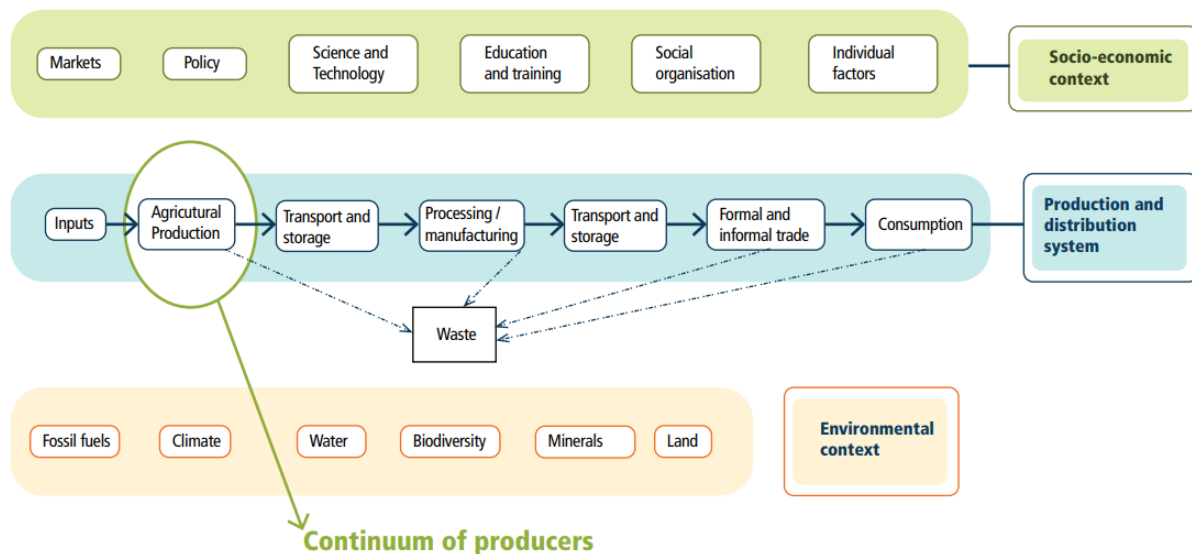 Markets
Policy
Science and
Technology
Education
and training
Social
organisation
Individual
factors
Socio-economic
context
Inputs
Agricutural
Production
Transport and
storage
Processing /
manufacturing
Transport and
storage
Formal and
informal trade
Consumption
Production and
distribution
system
Waste
Fossil fuels
Climate
Water
Biodiversity
Minerals
Land
Environmental
context
Continuum of producers